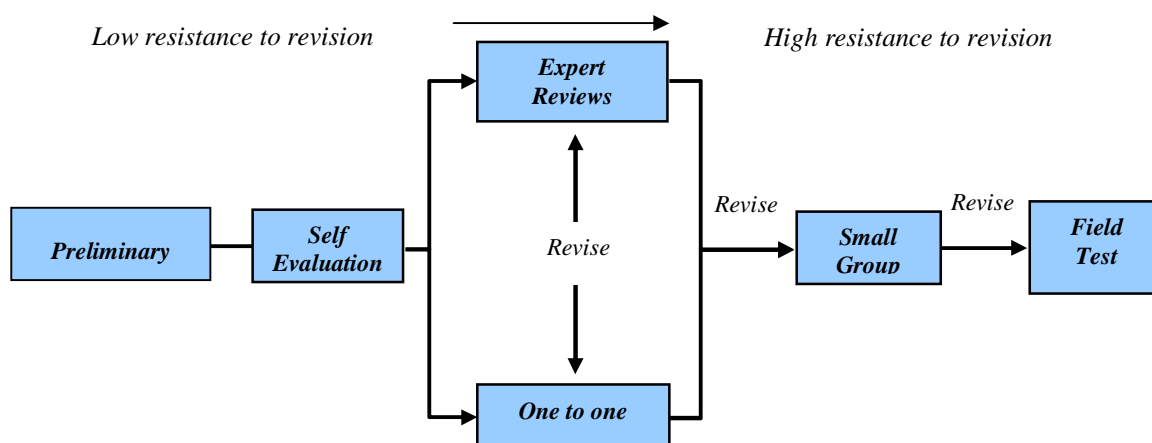 Low resistance to revision
High resistance to revision
Expert
Reviews
Preliminary
Self
Evaluation
Revise
Revise
Small
Group
Revise
Field
Test
One to one